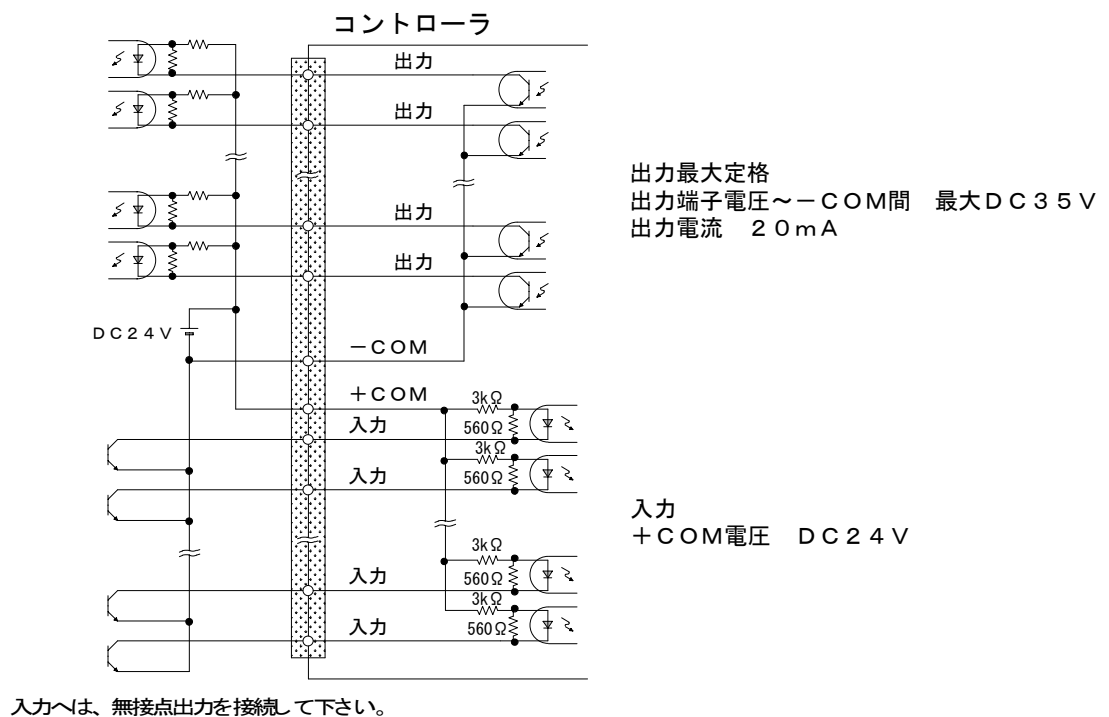 コントローラ
出力
出力
出力最大定格
出力端子電圧～－ＣＯＭ間　最大ＤＣ３５Ｖ
出力電流　２０ｍＡ
出力
出力
ＤＣ２４Ｖ
－ＣＯＭ
＋ＣＯＭ
3kΩ
入力
560Ω
3kΩ
入力
560Ω
入力
＋ＣＯＭ電圧　ＤＣ２４Ｖ
3kΩ
入力
560Ω
3kΩ
入力
560Ω
入力へは、無接点出力を接続して下さい。